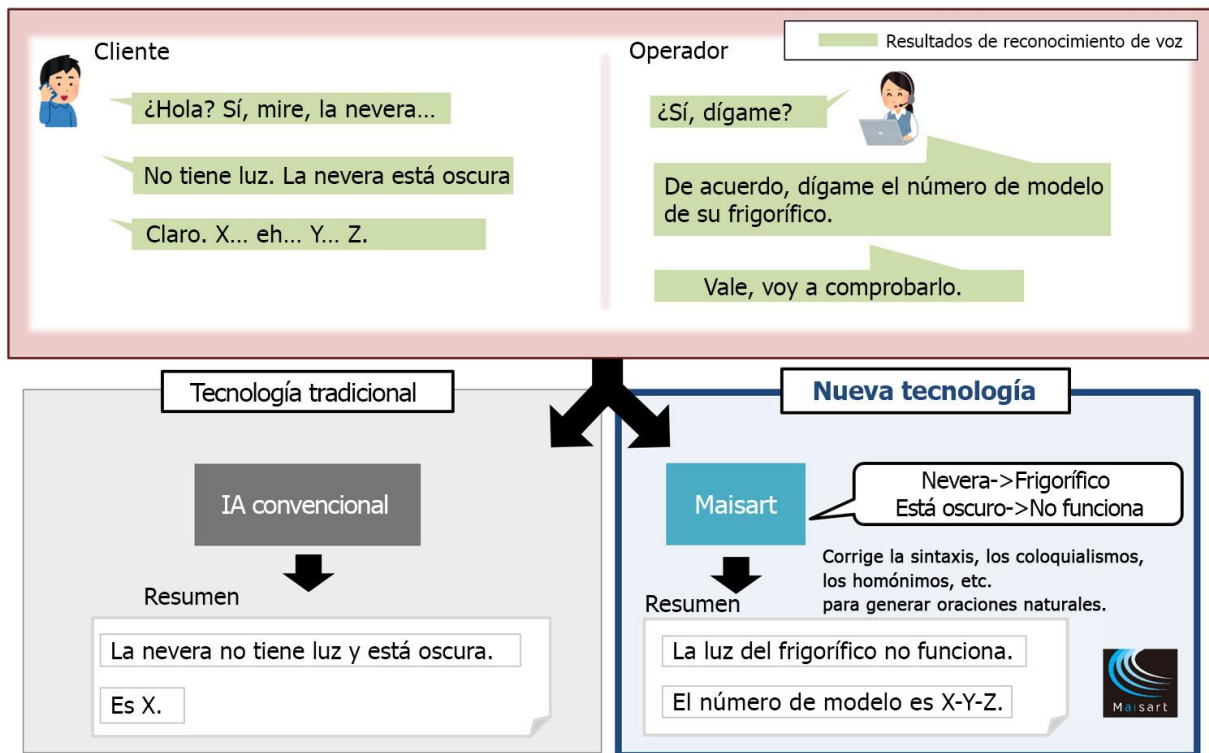 Cliente
Operador
Resultados de reconocimiento de voz
¿Hola? Sí, mire, la nevera...
¿Sí, dígame?
No tiene luz. La nevera está oscura
De acuerdo, dígame el número de modelo
de su frigorífico.
Claro. X... eh... Y... Z.
Vale, voy a comprobarlo.
Tecnología tradicional
IA convencional
Resumen
La nevera no tiene luz y está oscura.
Es X.
Nueva tecnología
Maisart
Nevera->Frigorífico
Está oscuro->No funciona
Corrige la sintaxis, los coloquialismos,
los homónimos, etc.
para generar oraciones naturales.
Resumen
La luz del frigorífico no funciona.
El número de modelo es X-Y-Z.
Maisart